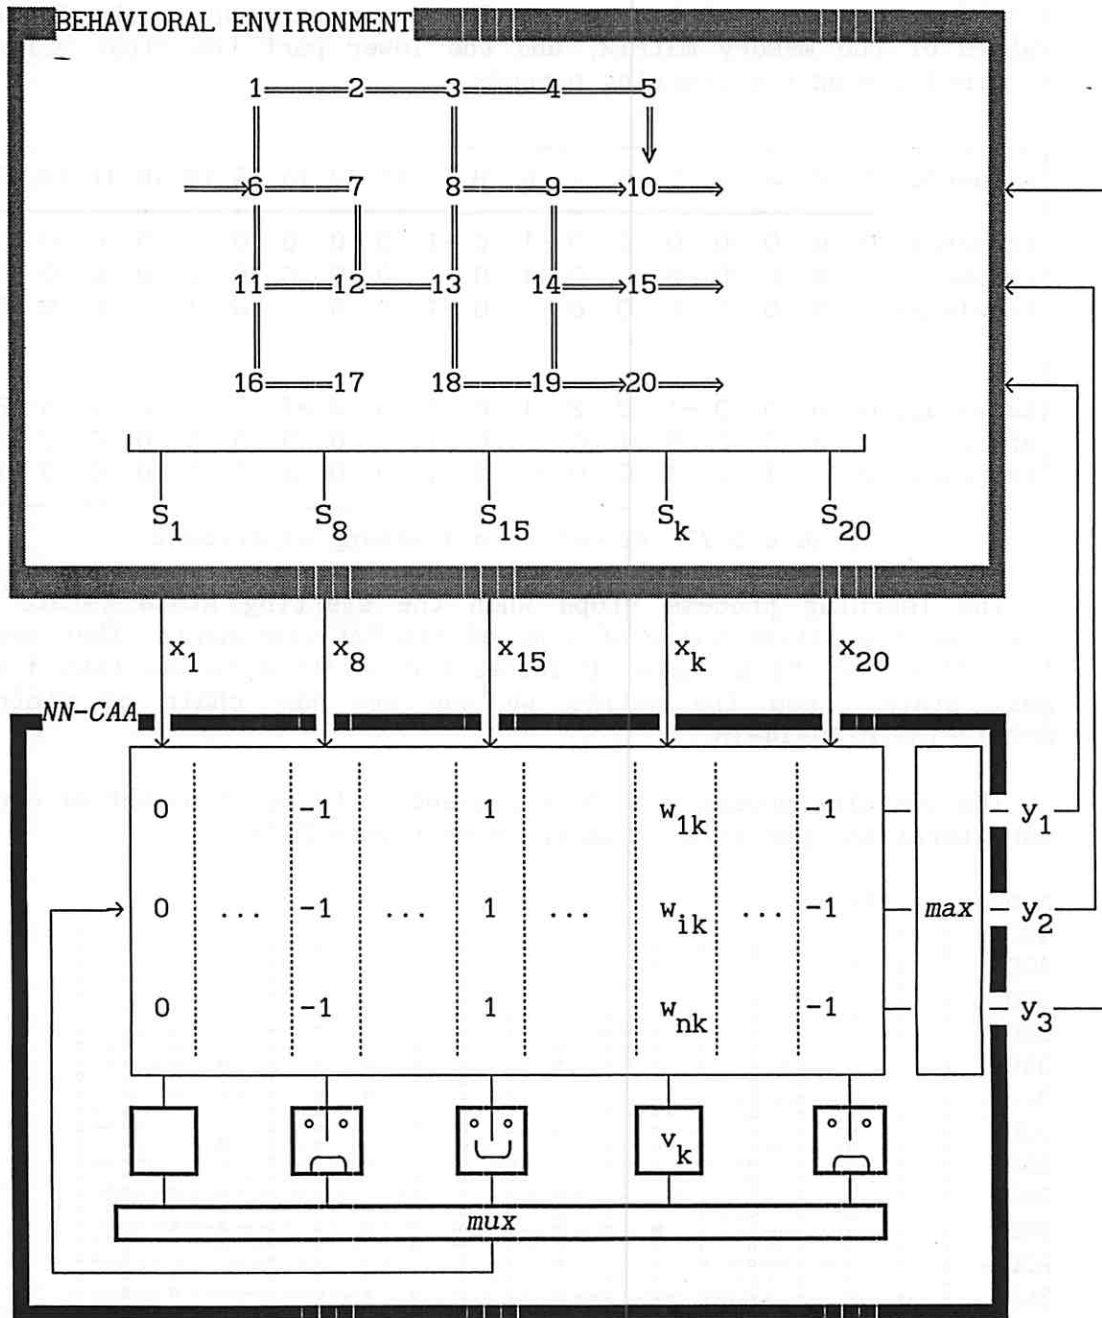 BEHAVIORAL ENVIRONMENT
1 2 3 4 5
6 7 8 9 10
11 12 13 14 15
16 17 18 19 20
S1 S8 S15 Sk S20
x1 x8 x15 xk x20
NN-CAA
0 -1 1 w1k -1 y1
0 ... -1 ... 1 ... wik ... -1 max y2
0 -1 1 wnk -1 y3
vk
mux